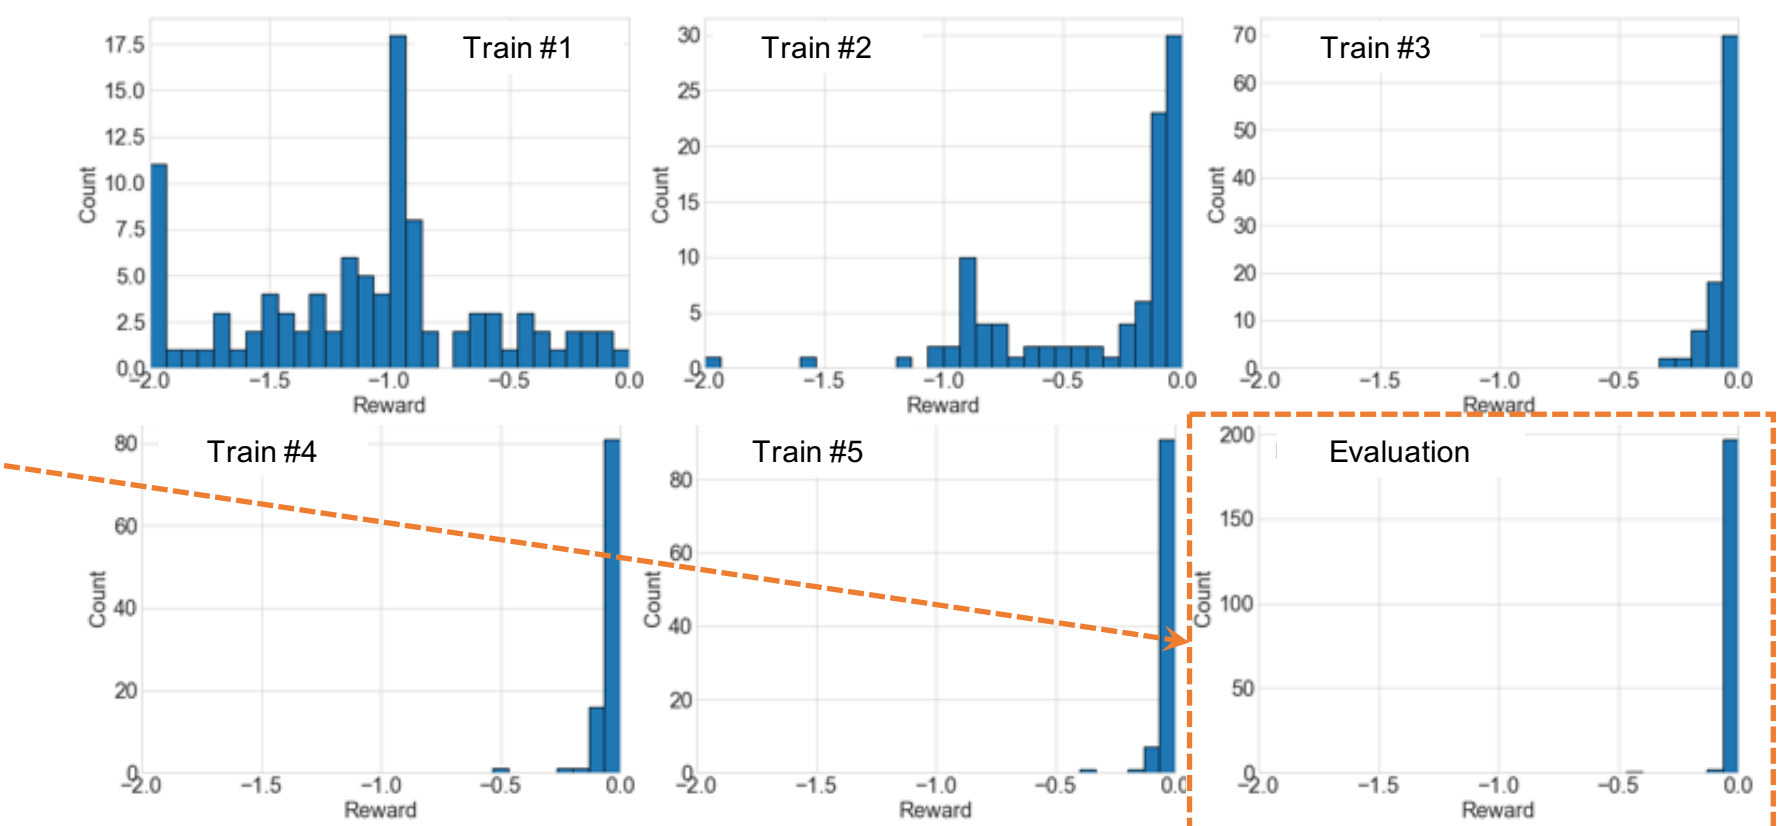 Train #1
17.5
15.0
12.5
10.0
7.5
5.0
2.5
0.0
Count
−2.0 −1.5 −1.0 −0.5 0.0
Reward
Train #2
30
25
20
15
10
5
0
Count
−2.0 −1.5 −1.0 −0.5 0.0
Reward
Train #3
70
60
50
40
30
20
10
0
Count
−2.0 −1.5 −1.0 −0.5 0.0
Reward
Train #4
80
60
40
20
0
Count
−2.0 −1.5 −1.0 −0.5 0.0
Reward
Train #5
80
60
40
20
0
Count
−2.0 −1.5 −1.0 −0.5 0.0
Reward
Evaluation
200
150
100
50
0
Count
−2.0 −1.5 −1.0 −0.5 0.0
Reward